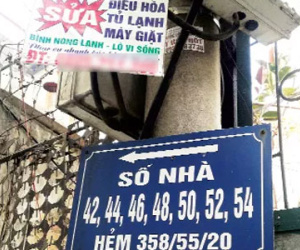 SỬA
ĐIỀU HÒA
TỦ LẠNH
MÁY GIẶT
BÌNH NÓNG LẠNH - LÒ VI SÓNG
ĐT:
SỐ NHÀ
42, 44, 46, 48, 50, 52, 54
HẺM 358/55/20